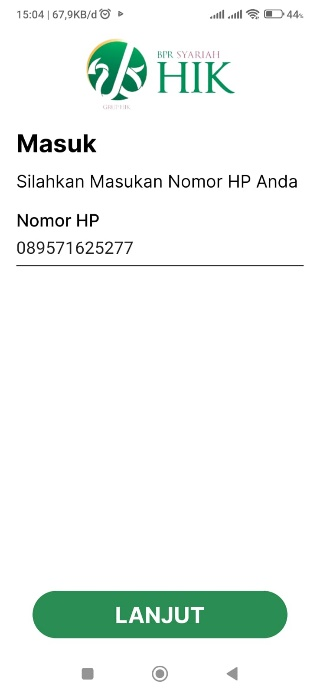 15:04 | 67,9KB/d
44%
BPR SYARIAH
HIK
Masuk
Silahkan Masukan Nomor HP Anda
Nomor HP
089571625277
LANJUT